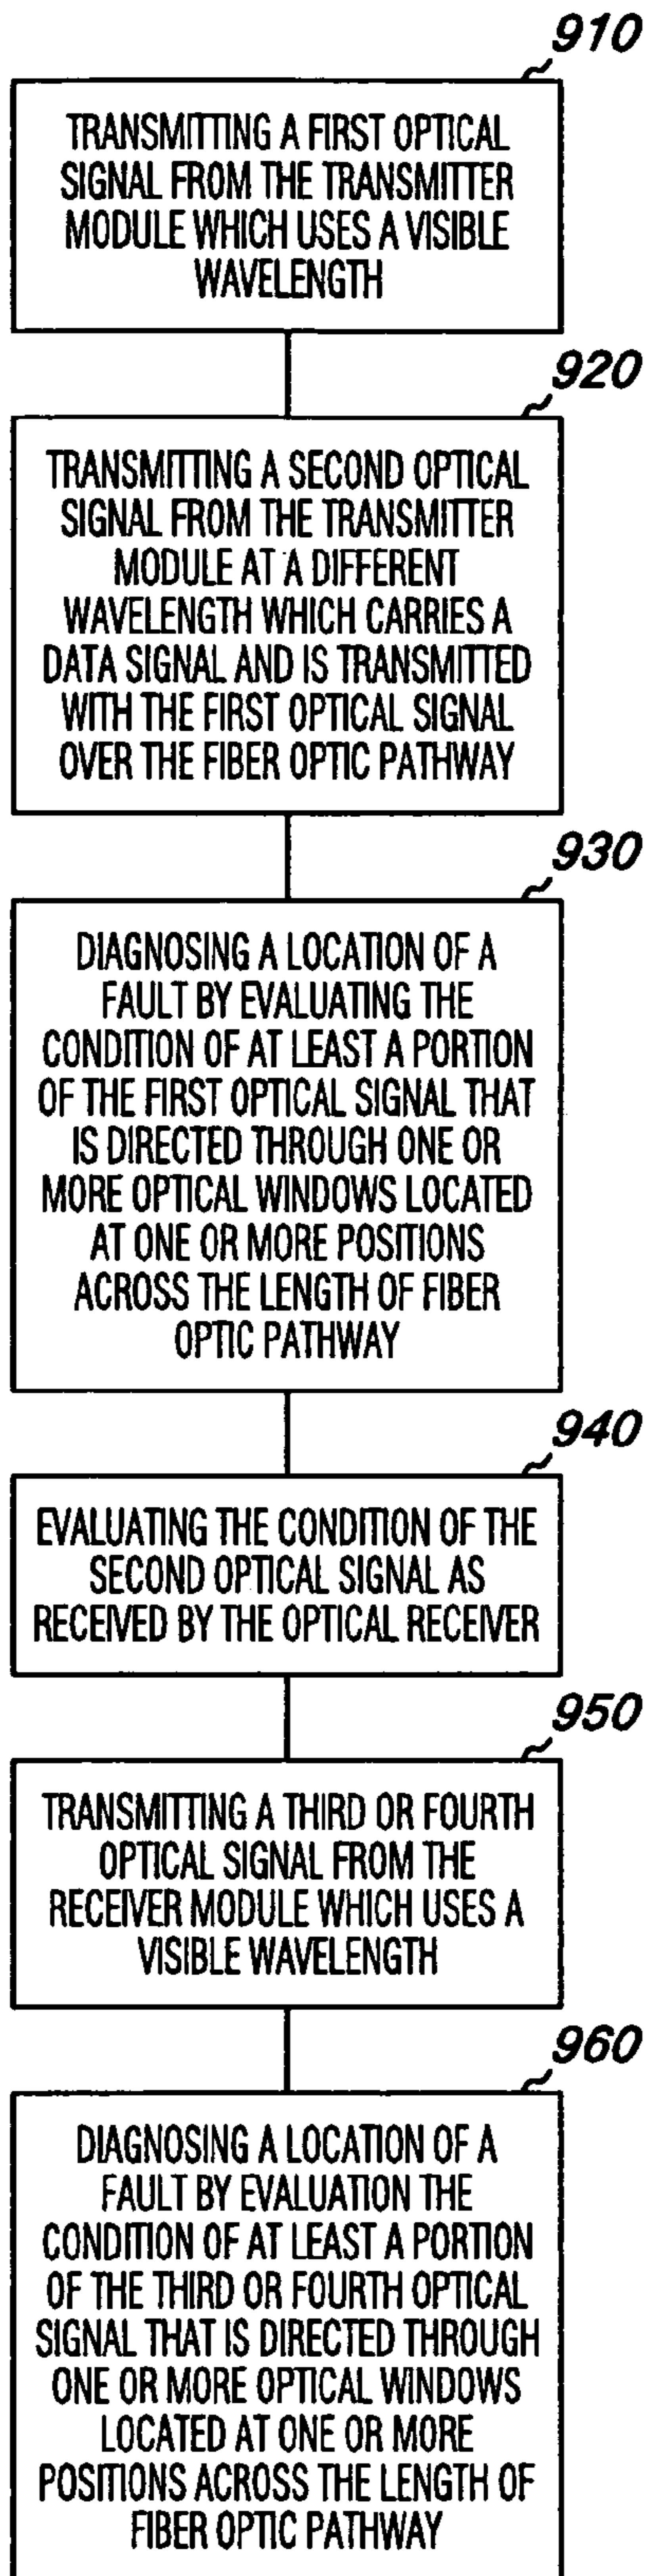 910
TRANSMITTING A FIRST OPTICAL
SIGNAL FROM THE TRANSMITTER
MODULE WHICH USES A VISIBLE
WAVELENGTH
920
TRANSMITTING A SECOND OPTICAL
SIGNAL FROM THE TRANSMITTER
MODULE AT A DIFFERENT
WAVELENGTH WHICH CARRIES A
DATA SIGNAL AND IS TRANSMITTED
WITH THE FIRST OPTICAL SIGNAL
OVER THE FIBER OPTIC PATHWAY
930
DIAGNOSING A LOCATION OF A
FAULT BY EVALUATING THE
CONDITION OF AT LEAST A PORTION
OF THE FIRST OPTICAL SIGNAL THAT
IS DIRECTED THROUGH ONE OR
MORE OPTICAL WINDOWS LOCATED
AT ONE OR MORE POSITIONS
ACROSS THE LENGTH OF FIBER
OPTIC PATHWAY
940
EVALUATING THE CONDITION OF THE
SECOND OPTICAL SIGNAL AS
RECEIVED BY THE OPTICAL RECEIVER
950
TRANSMITTING A THIRD OR FOURTH
OPTICAL SIGNAL FROM THE
RECEIVER MODULE WHICH USES A
VISIBLE WAVELENGTH
960
DIAGNOSING A LOCATION OF A
FAULT BY EVALUATION THE
CONDITION OF AT LEAST A PORTION
OF THE THIRD OR FOURTH OPTICAL
SIGNAL THAT IS DIRECTED THROUGH
ONE OR MORE OPTICAL WINDOWS
LOCATED AT ONE OR MORE
POSITIONS ACROSS THE LENGTH OF
FIBER OPTIC PATHWAY